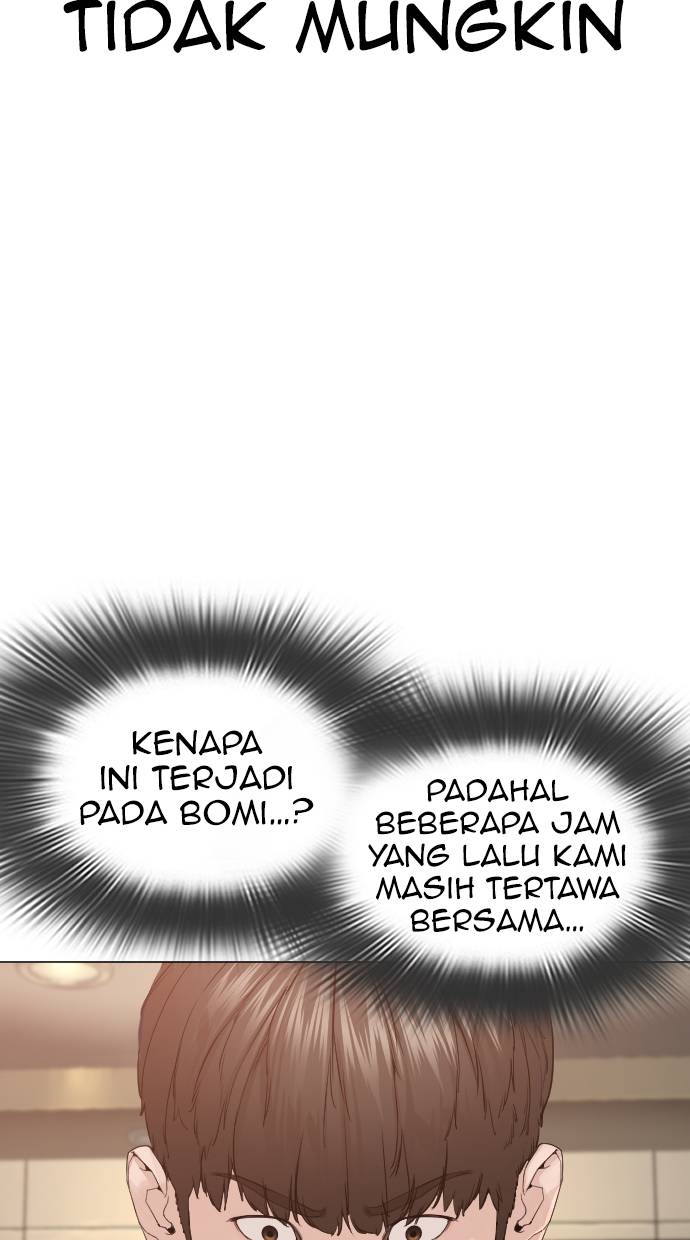 TIDAK MUNGKIN
KENAPA
INI TERJADI
PADA BOMI...?
PADAHAL
BEBERAPA JAM
YANG LALU KAMI
MASIH TERTAWA
BERSAMA...